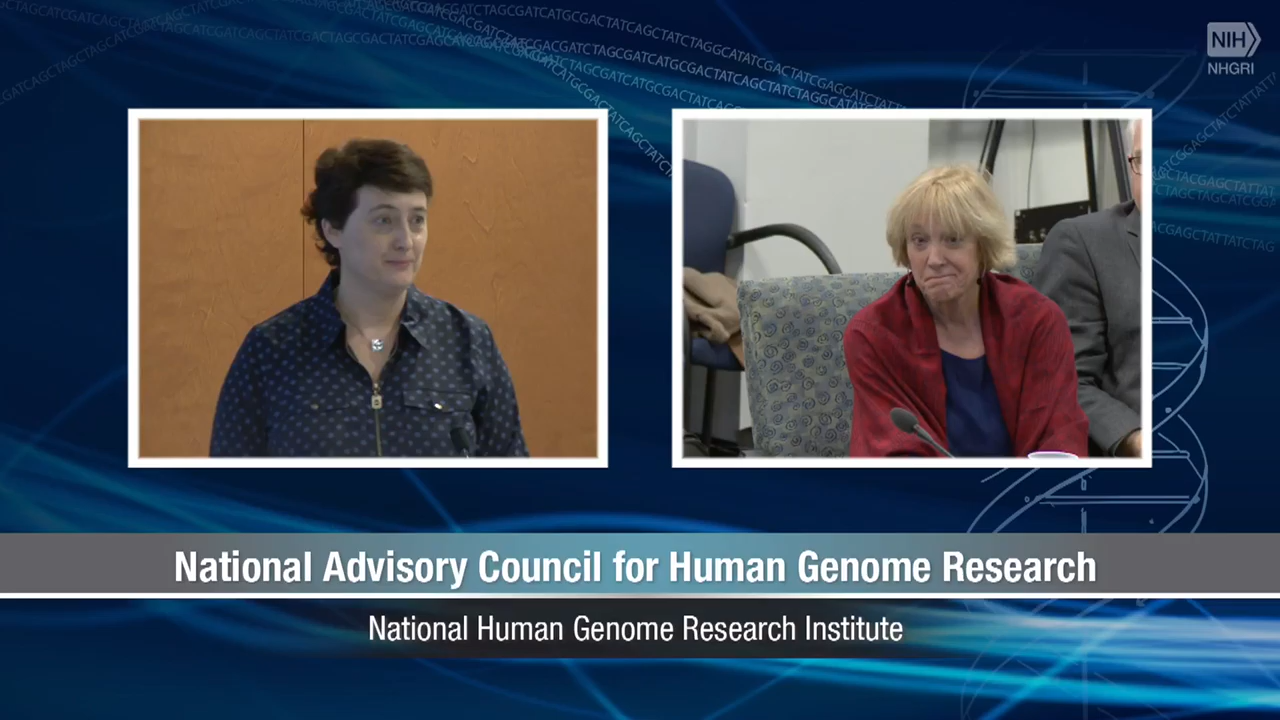 NIH
NHGRI
National Advisory Council for Human Genome Research
National Human Genome Research Institute